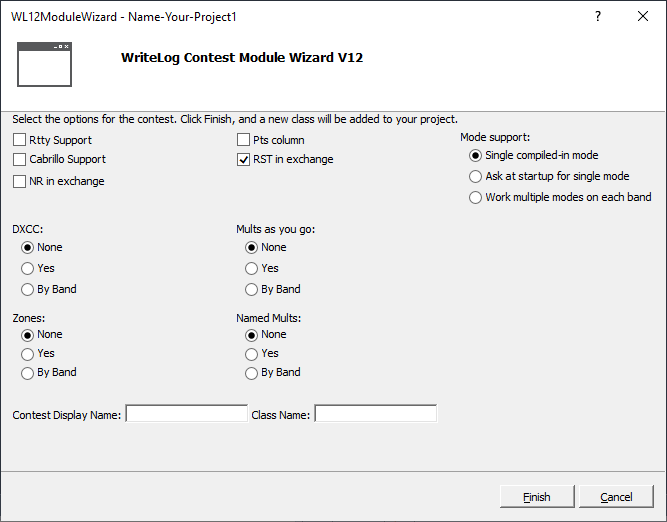 WL12ModuleWizard - Name-Your-Project1
?
WriteLog Contest Module Wizard V12
Select the options for the contest. Click Finish, and a new class will be added to your project.
Rtty Support
Cabrillo Support
NR in exchange
Pts column
RST in exchange
Mode support:
Single compiled-in mode
Ask at startup for single mode
Work multiple modes on each band
DXCC:
None
Yes
By Band
Mults as you go:
None
Yes
By Band
Zones:
None
Yes
By Band
Named Mults:
None
Yes
By Band
Contest Display Name:
Class Name:
Finish
Cancel